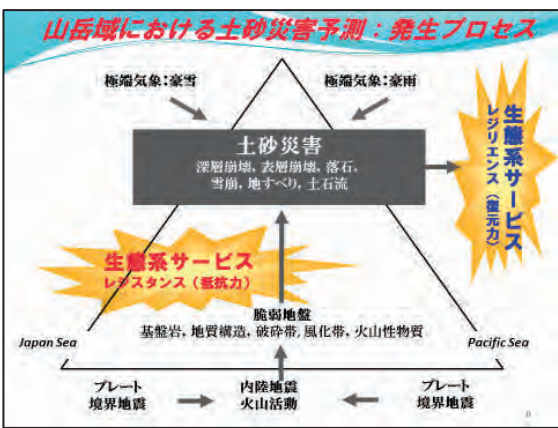 山岳域における土砂災害予測：発生プロセス
極端気象：豪雪
極端気象：豪雨
土砂災害
深層崩壊，表層崩壊，落石，
雪崩，地すべり，土石流
生態系サービス
レジリエンス（復元力）
生態系サービス
レジスタンス（抵抗力）
脆弱地盤
基盤岩，地質構造，破砕帯，風化帯，火山性物質
Japan Sea
Pacific Sea
プレート
境界地震
内陸地震
火山活動
プレート
境界地震